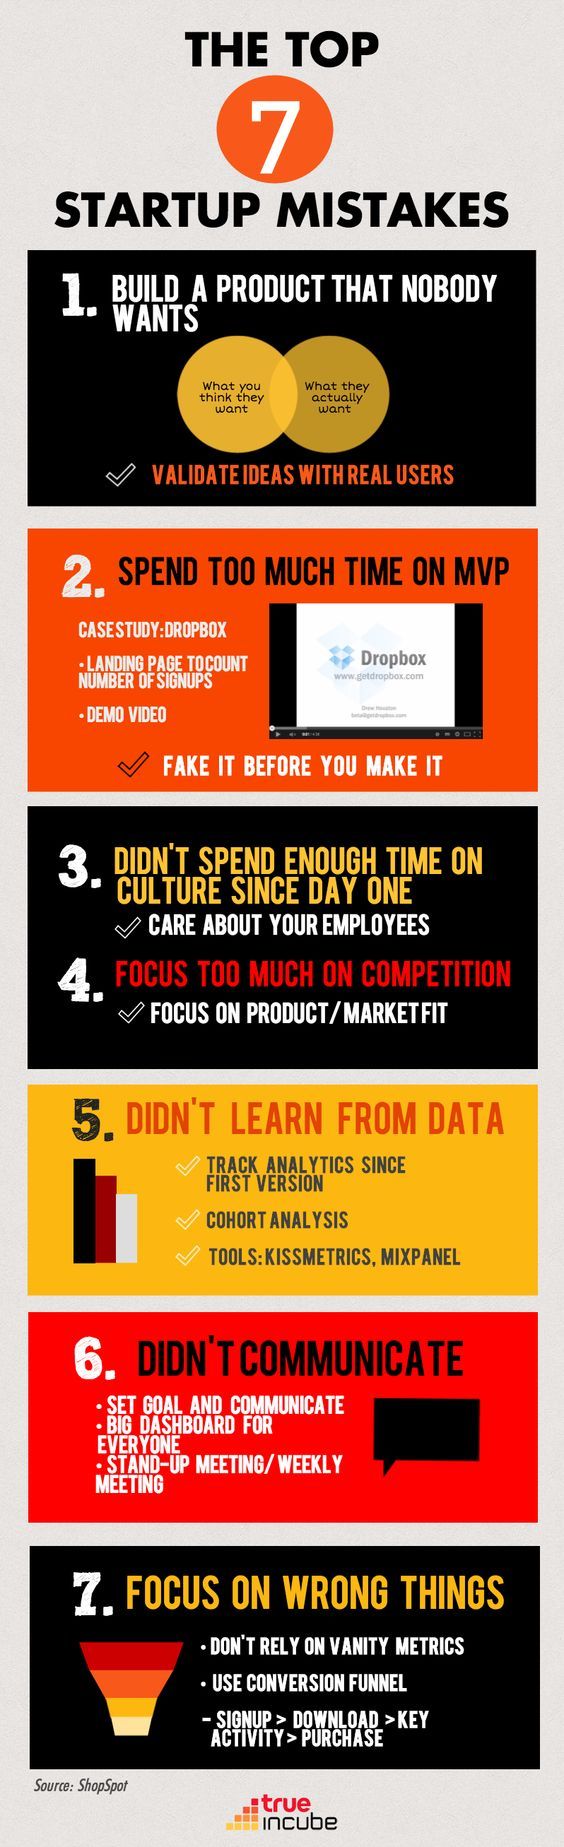 THE TOP
7
STARTUP MISTAKES
1. BUILD A PRODUCT THAT NOBODY
WANTS
What you
think they
want
What they
actually
want
VALIDATE IDEAS WITH REAL USERS
2. SPEND TOO MUCH TIME ON MVP
CASE STUDY: DROPBOX
• LANDING PAGE TO COUNT
NUMBER OF SIGNUPS
• DEMO VIDEO
Dropbox
www.getdropbox.com
Drew Houston
beta@getdropbox.com
FAKE IT BEFORE YOU MAKE IT
3. DIDN'T SPEND ENOUGH TIME ON
CULTURE SINCE DAY ONE
CARE ABOUT YOUR EMPLOYEES
4. FOCUS TOO MUCH ON COMPETITION
FOCUS ON PRODUCT/MARKET FIT
5. DIDN'T LEARN FROM DATA
TRACK ANALYTICS SINCE
FIRST VERSION
COHORT ANALYSIS
TOOLS: KISSMETRICS, MIXPANEL
6. DIDN'T COMMUNICATE
• SET GOAL AND COMMUNICATE
• BIG DASHBOARD FOR
EVERYONE
• STAND-UP MEETING/WEEKLY
MEETING
7. FOCUS ON WRONG THINGS
• DON'T RELY ON VANITY METRICS
• USE CONVERSION FUNNEL
- SIGNUP > DOWNLOAD > KEY
ACTIVITY > PURCHASE
Source: ShopSpot
true
incube